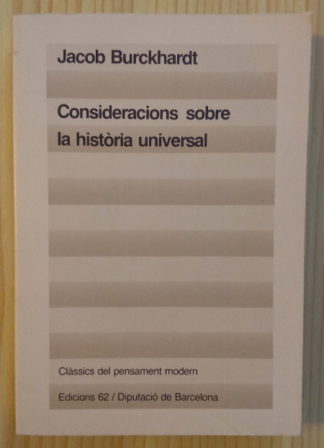 Jacob Burckhardt
Consideracions sobre
la història universal
Clàssics del pensament modern
Edicions 62 / Diputació de Barcelona